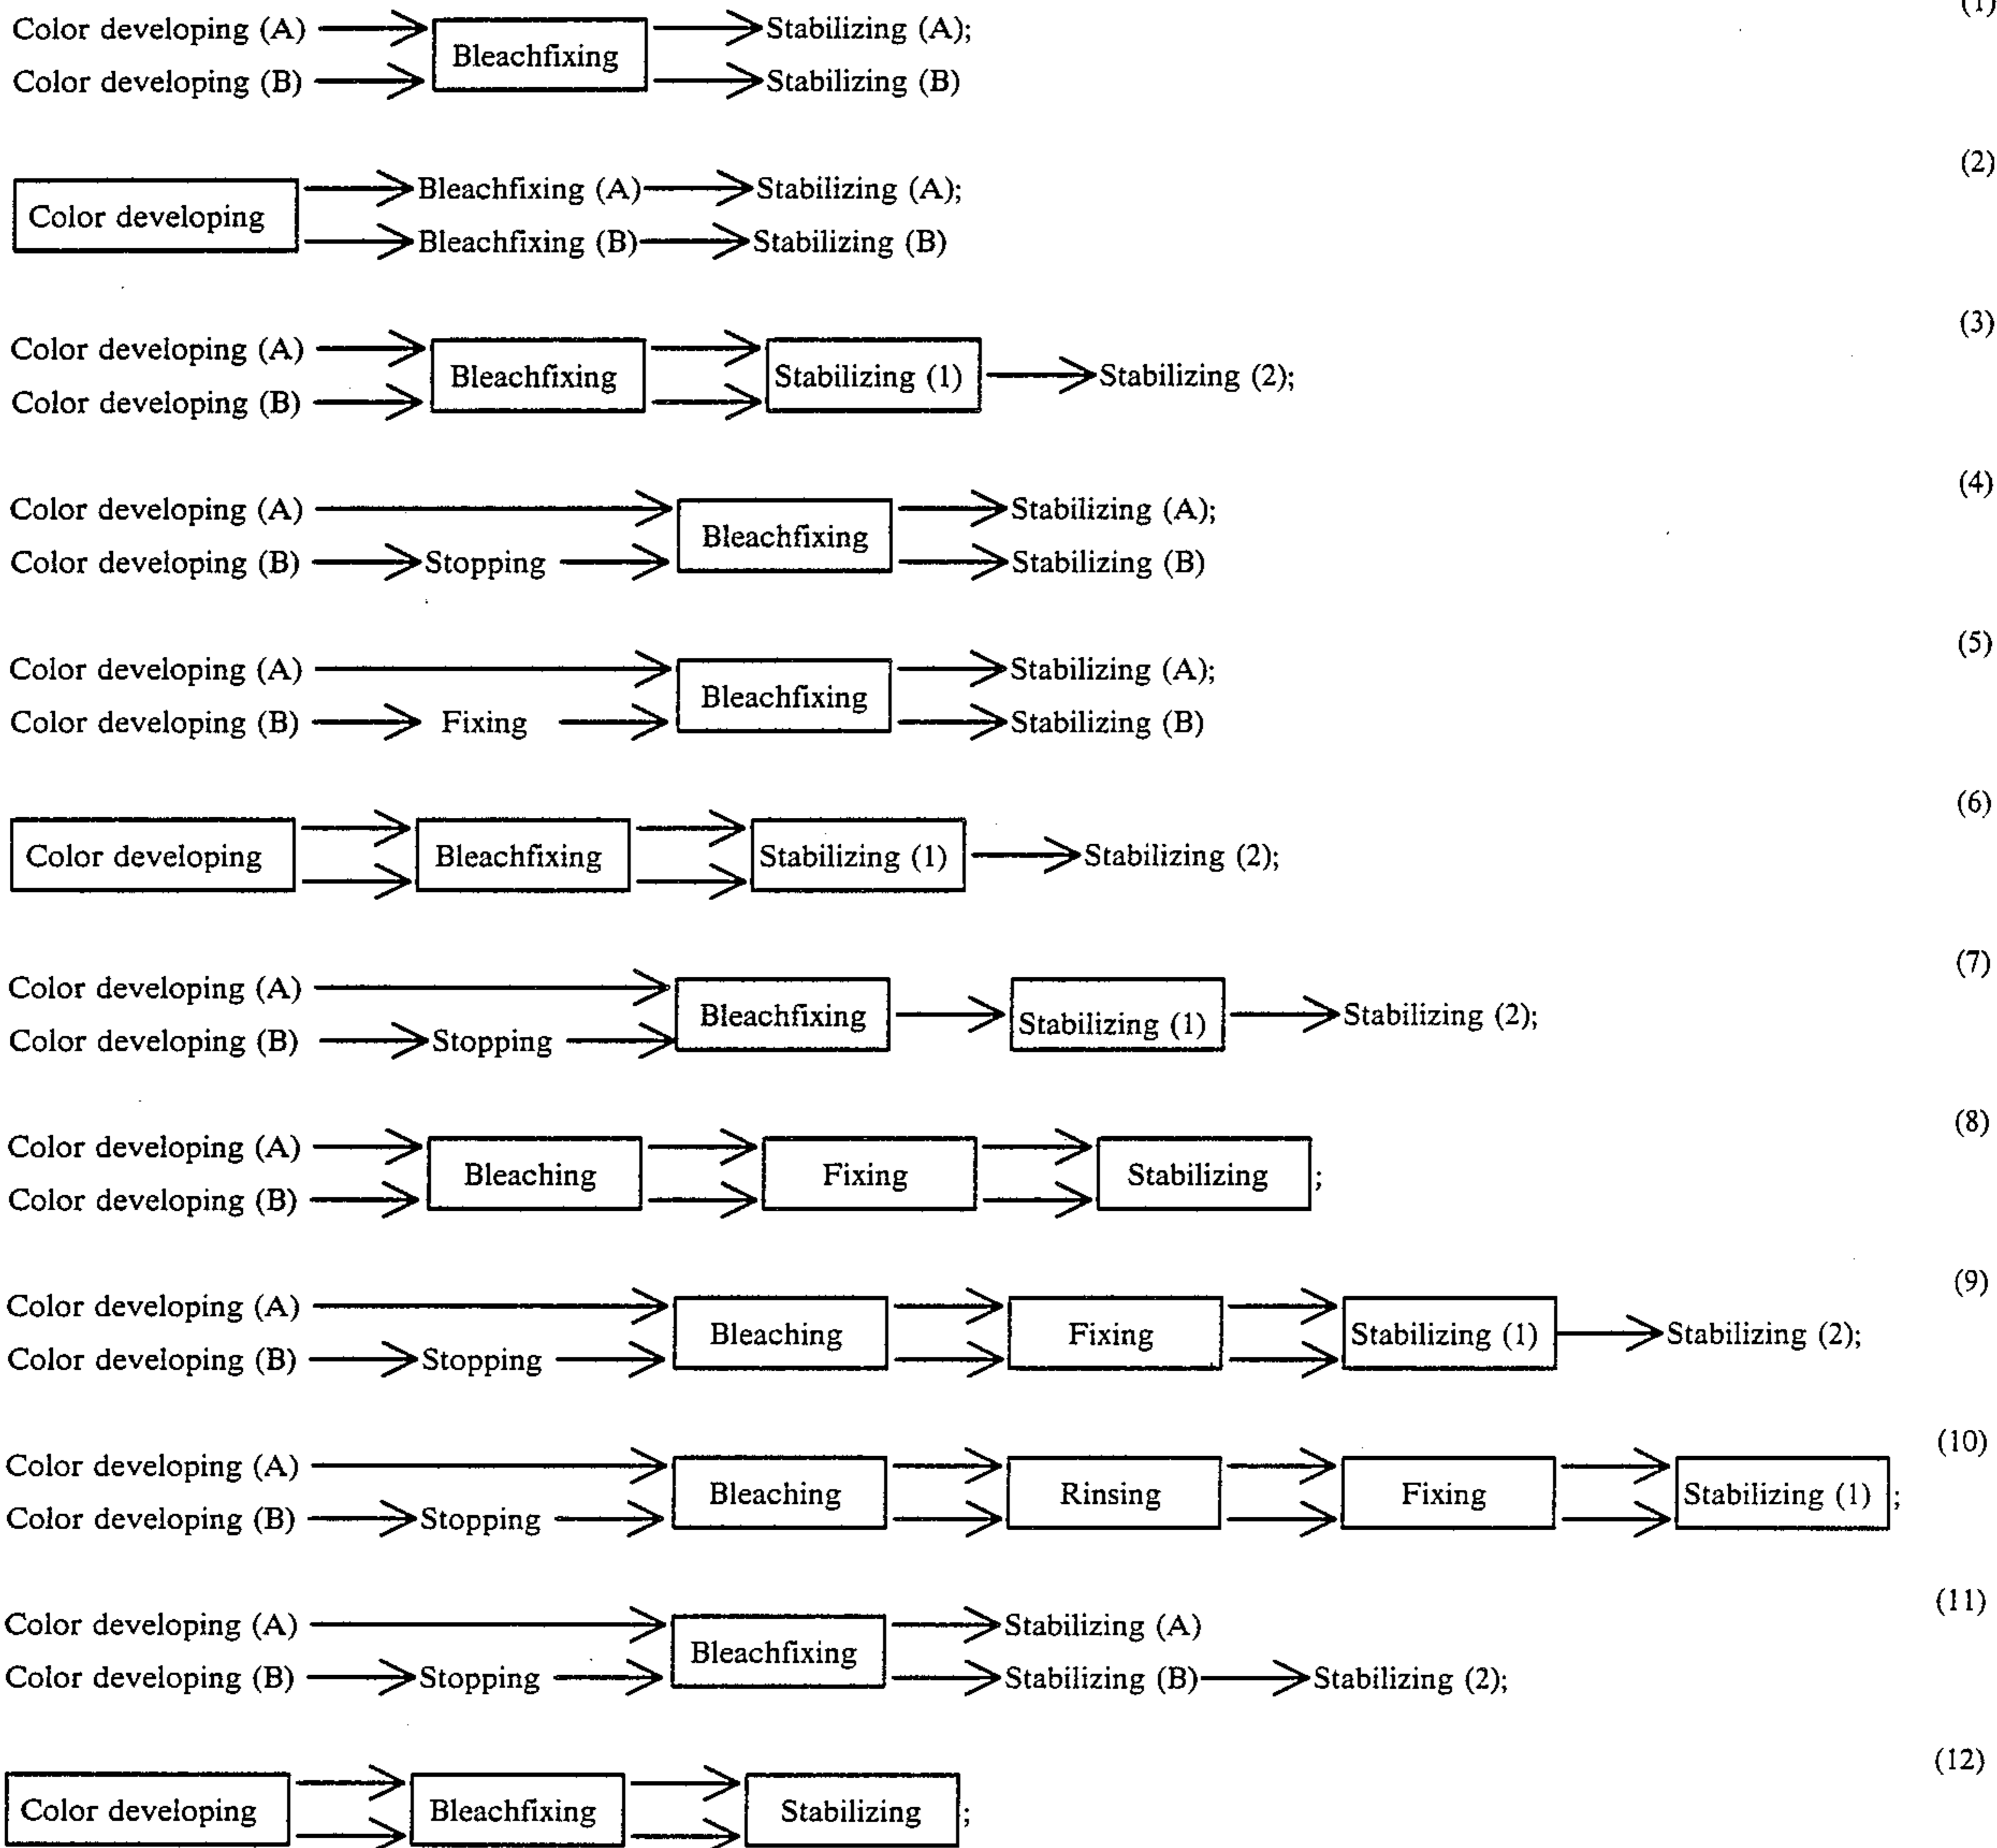 (1)
Color developing (A) Bleachfixing Stabilizing (A);
Color developing (B) Stabilizing (B)
(2)
Color developing Bleachfixing (A) Stabilizing (A);
Bleachfixing (B) Stabilizing (B)
(3)
Color developing (A) Bleachfixing Stabilizing (1) Stabilizing (2);
Color developing (B)
(4)
Color developing (A) Bleachfixing Stabilizing (A);
Color developing (B) Stopping Stabilizing (B)
(5)
Color developing (A) Bleachfixing Stabilizing (A);
Color developing (B) Fixing Stabilizing (B)
(6)
Color developing Bleachfixing Stabilizing (1) Stabilizing (2);
(7)
Color developing (A) Bleachfixing Stabilizing (1) Stabilizing (2);
Color developing (B) Stopping
(8)
Color developing (A) Bleaching Fixing Stabilizing ;
Color developing (B)
(9)
Color developing (A) Bleaching Fixing Stabilizing (1) Stabilizing (2);
Color developing (B) Stopping
(10)
Color developing (A) Bleaching Rinsing Fixing Stabilizing (1) ;
Color developing (B) Stopping
(11)
Color developing (A) Bleachfixing Stabilizing (A)
Color developing (B) Stopping Stabilizing (B) Stabilizing (2);
(12)
Color developing Bleachfixing Stabilizing ;